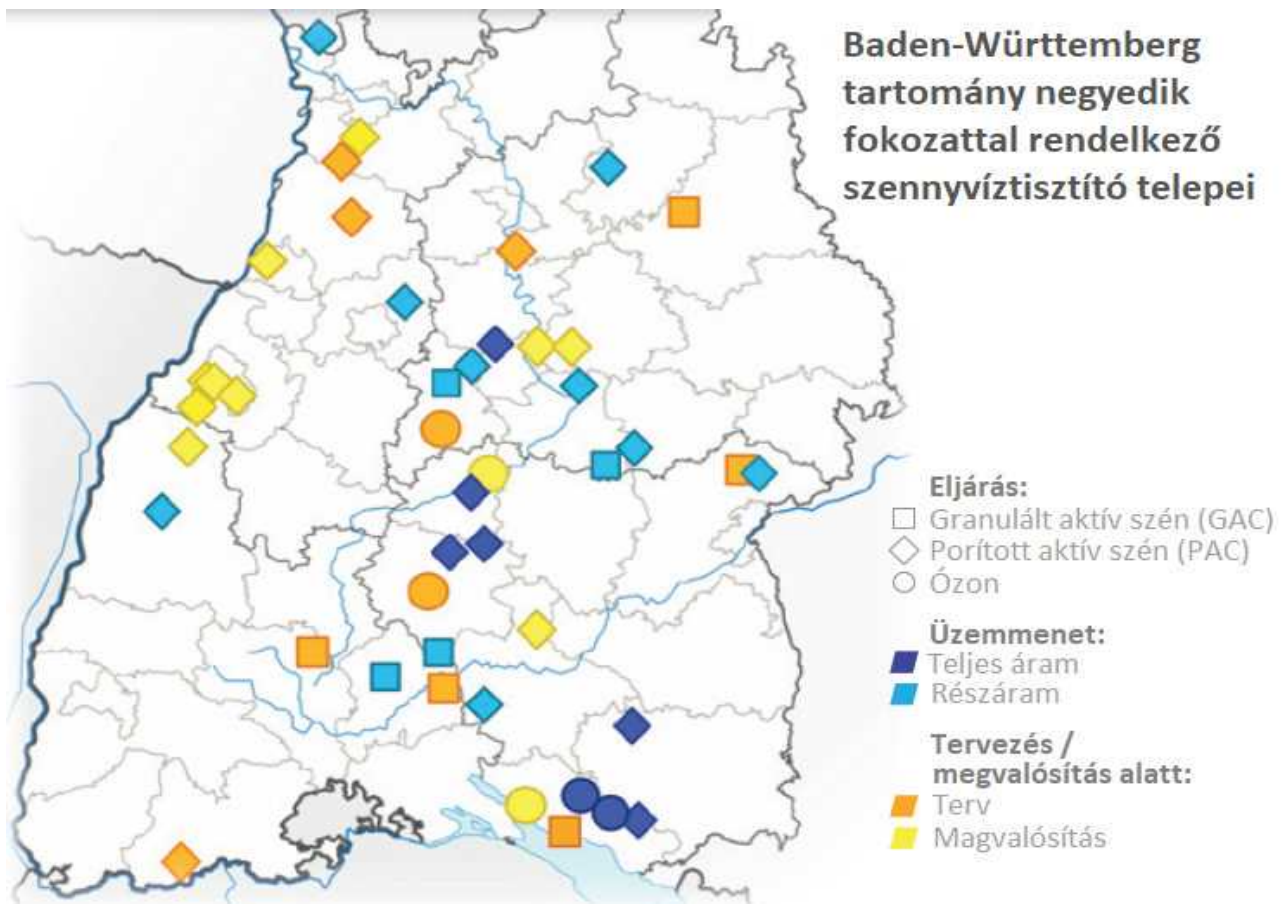 Baden-Württemberg
tartomány negyedik
fokozattal rendelkező
szennyvíztisztító telepei
Eljárás:
Granulált aktív szén (GAC)
Porított aktív szén (PAC)
Ózon
Üzemmenet:
Teljes áram
Részáram
Tervezés /
megvalósítás alatt:
Terv
Magvalósítás